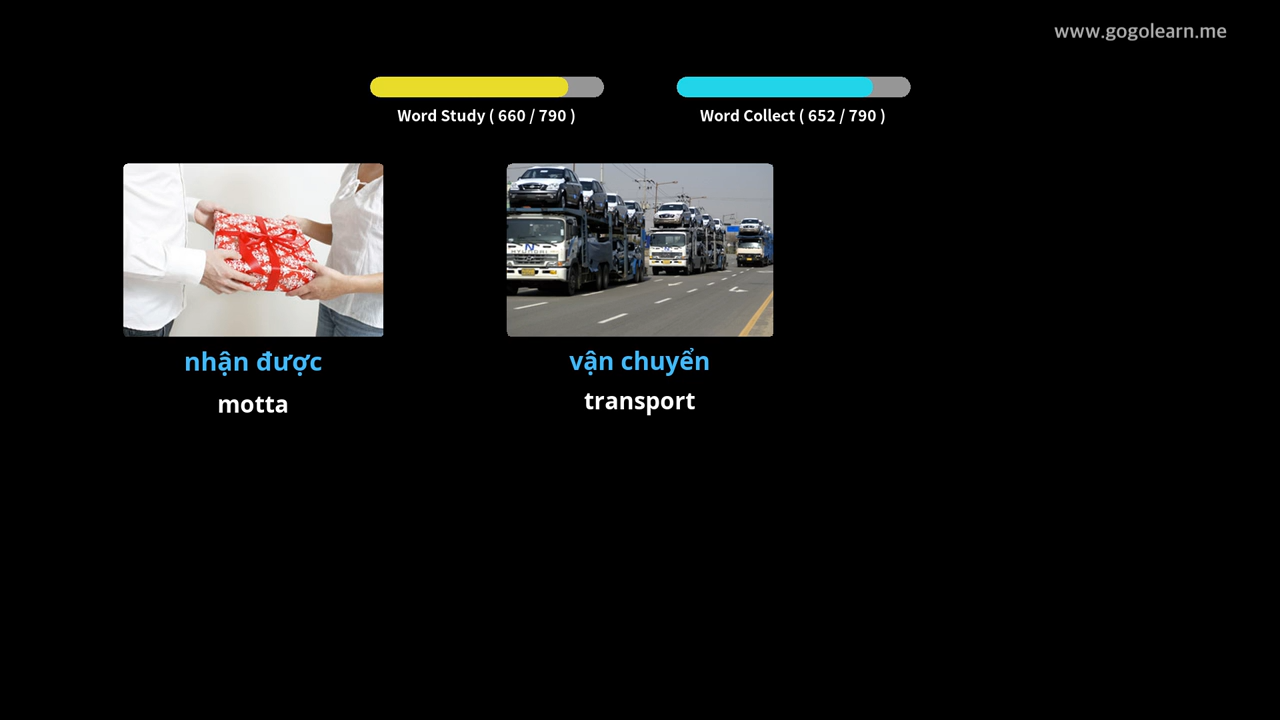 www.gogolearn.me
Word Study ( 660 / 790 )
Word Collect ( 652 / 790 )
nhận được
motta
vận chuyển
transport